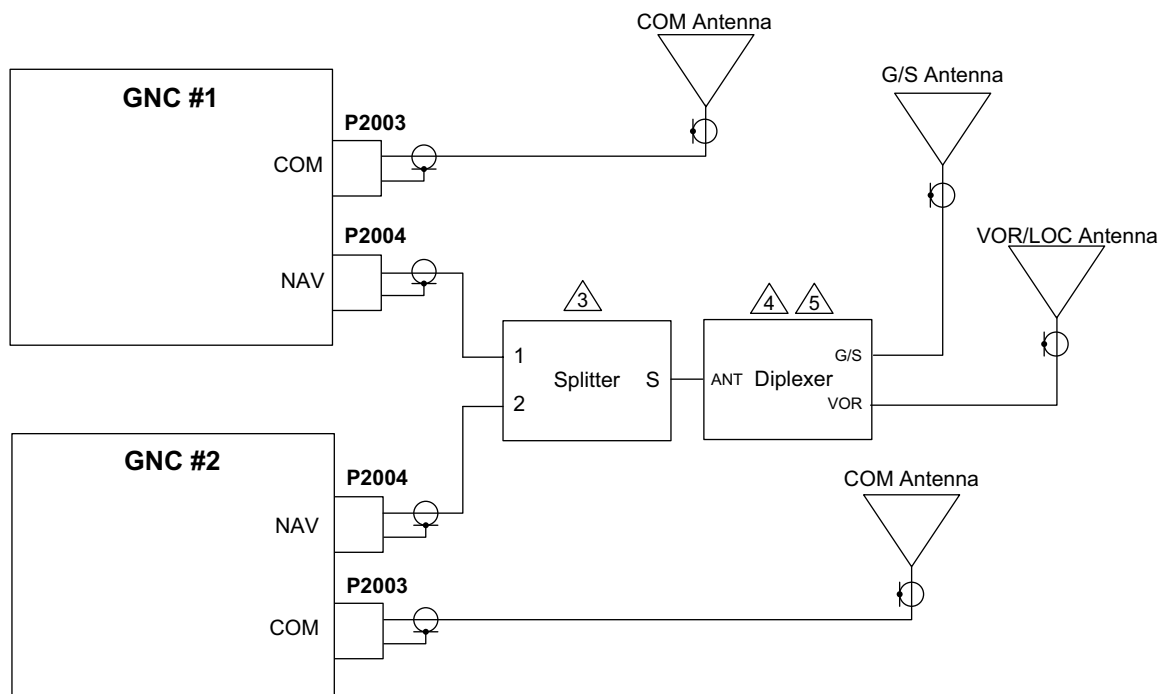 COM Antenna
G/S Antenna
GNC #1
P2003
COM
P2004
NAV
VOR/LOC Antenna
3
4
5
1
Splitter
S
2
ANT
Diplexer
G/S
VOR
GNC #2
P2004
NAV
COM Antenna
P2003
COM